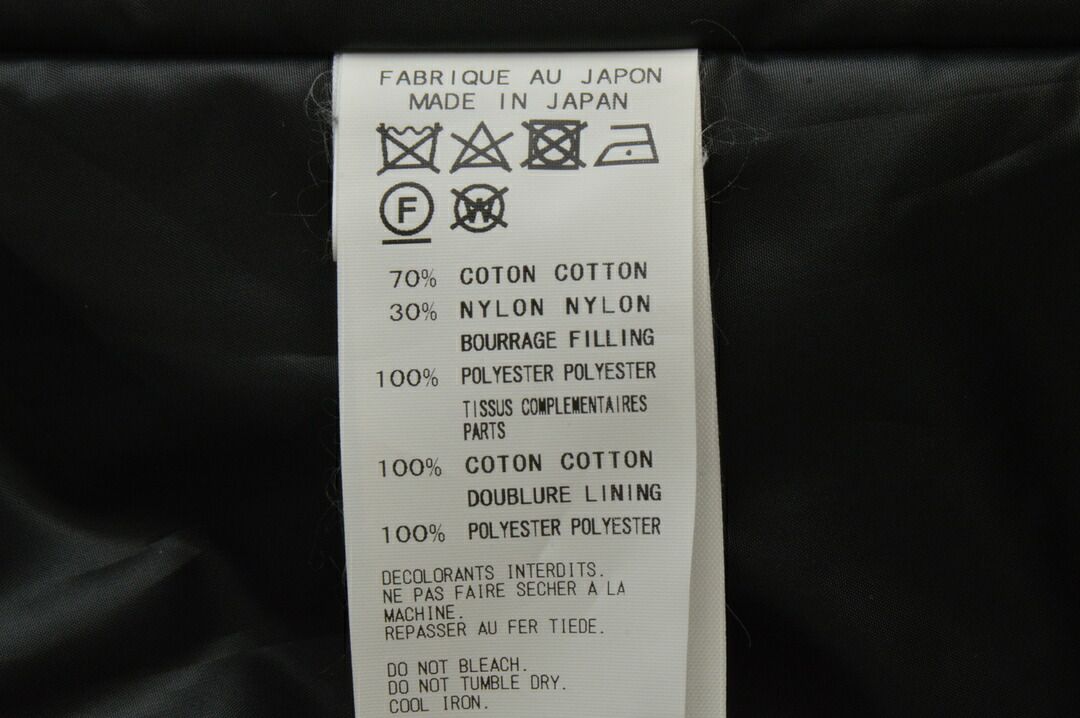 FABRIQUE AU JAPON
MADE IN JAPAN
F W
70% COTON COTTON
30% NYLON NYLON
BOURRAGE FILLING
100% POLYESTER POLYESTER
TISSUS COMPLEMENTAIRES
PARTS
100% COTON COTTON
DOUBLURE LINING
100% POLYESTER POLYESTER
DECOLORANTS INTERDITS.
NE PAS FAIRE SECHER A LA
MACHINE.
REPASSER AU FER TIEDE.
DO NOT BLEACH.
DO NOT TUMBLE DRY.
COOL IRON.